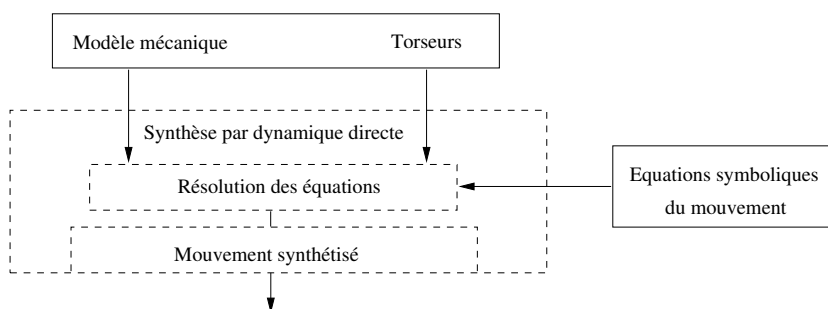 Modèle mécanique
Torseurs
Synthèse par dynamique directe
Résolution des équations
Equations symboliques
du mouvement
Mouvement synthétisé